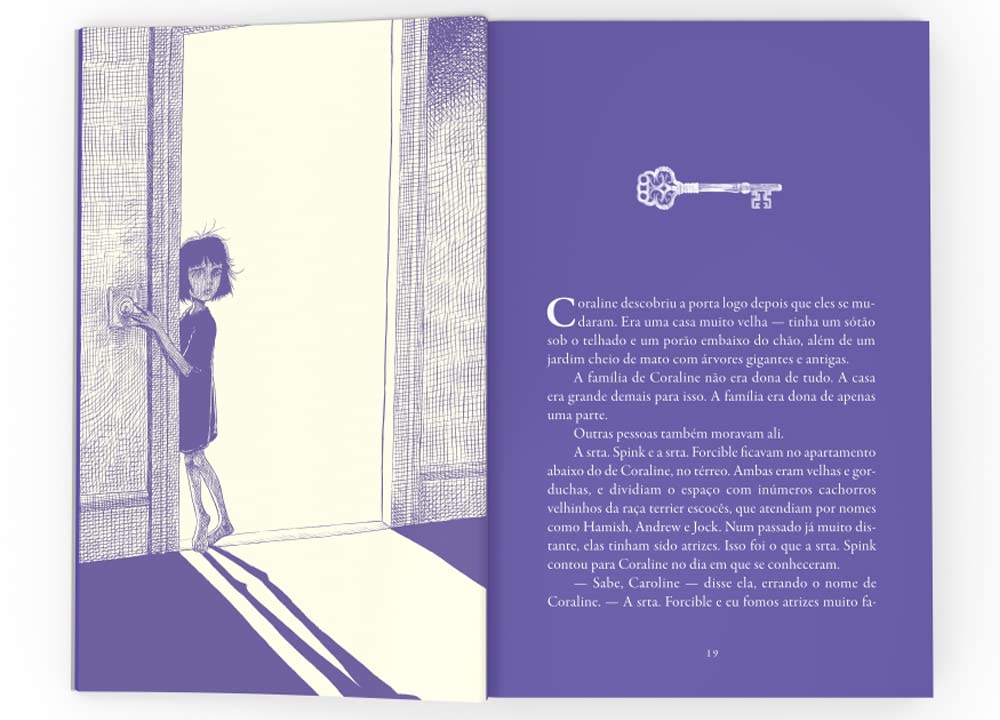 Coraline descobriu a porta logo depois que eles se mu-
daram. Era uma casa muito velha — tinha um sótão
sob o telhado e um porão embaixo do chão, além de um
jardim cheio de mato com árvores gigantes e antigas.
A família de Coraline não era dona de tudo. A casa
era grande demais para isso. A família era dona de apenas
uma parte.
Outras pessoas também moravam ali.
A srta. Spink e a srta. Forcible ficavam no apartamento
abaixo do de Coraline, no térreo. Ambas eram velhas e gor-
duchas, e dividiam o espaço com inúmeros cachorros
velhinhos da raça terrier escocês, que atendiam por nomes
como Hamish, Andrew e Jock. Num passado já muito dis-
tante, elas tinham sido atrizes. Isso foi o que a srta. Spink
contou para Coraline no dia em que se conheceram.
— Sabe, Caroline — disse ela, errando o nome de
Coraline. — A srta. Forcible e eu fomos atrizes muito fa-
19